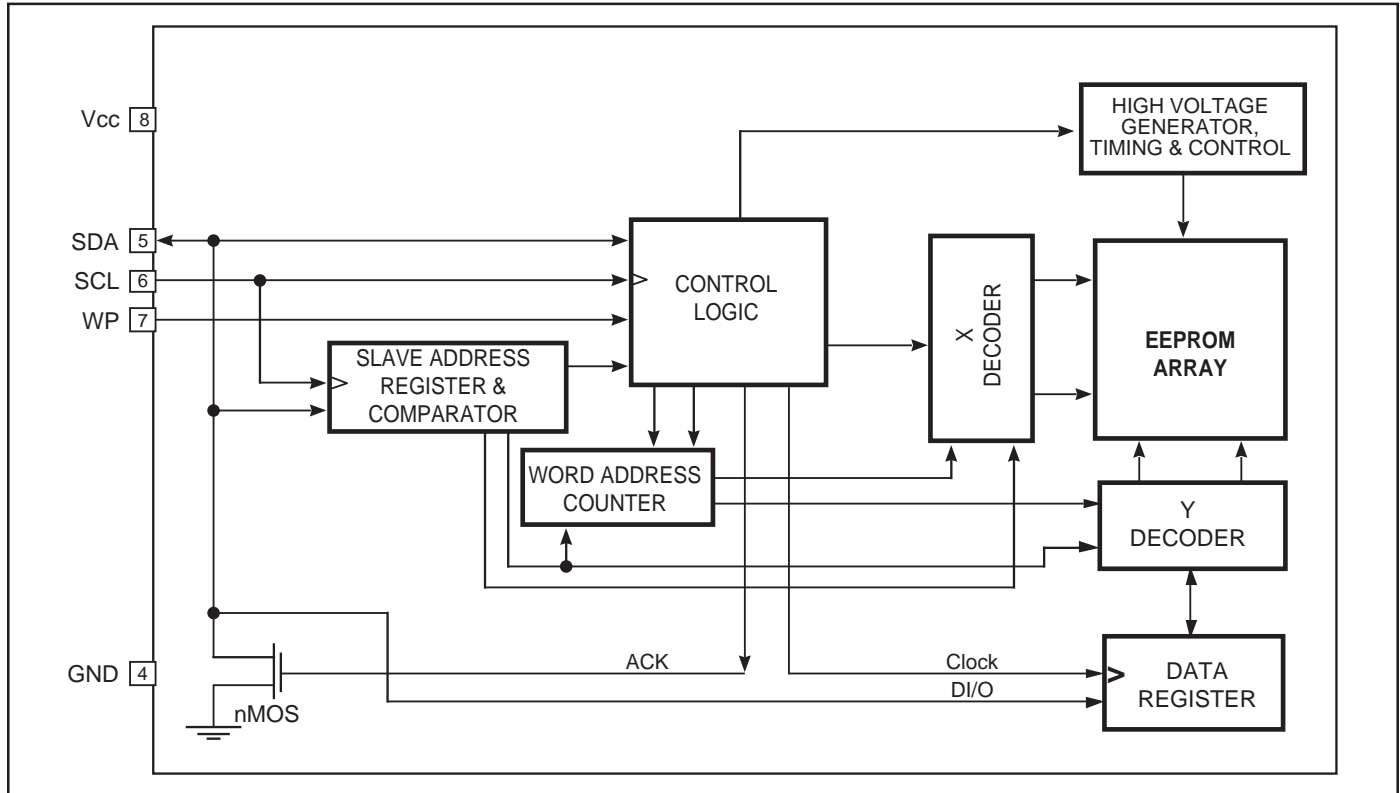 Vcc 8
HIGH VOLTAGE
GENERATOR,
TIMING & CONTROL
SDA 5
SCL 6
WP 7
CONTROL
LOGIC
X
DECODER
EEPROM
ARRAY
SLAVE ADDRESS
REGISTER &
COMPARATOR
WORD ADDRESS
COUNTER
Y
DECODER
GND 4
nMOS
ACK
Clock
DI/O
DATA
REGISTER